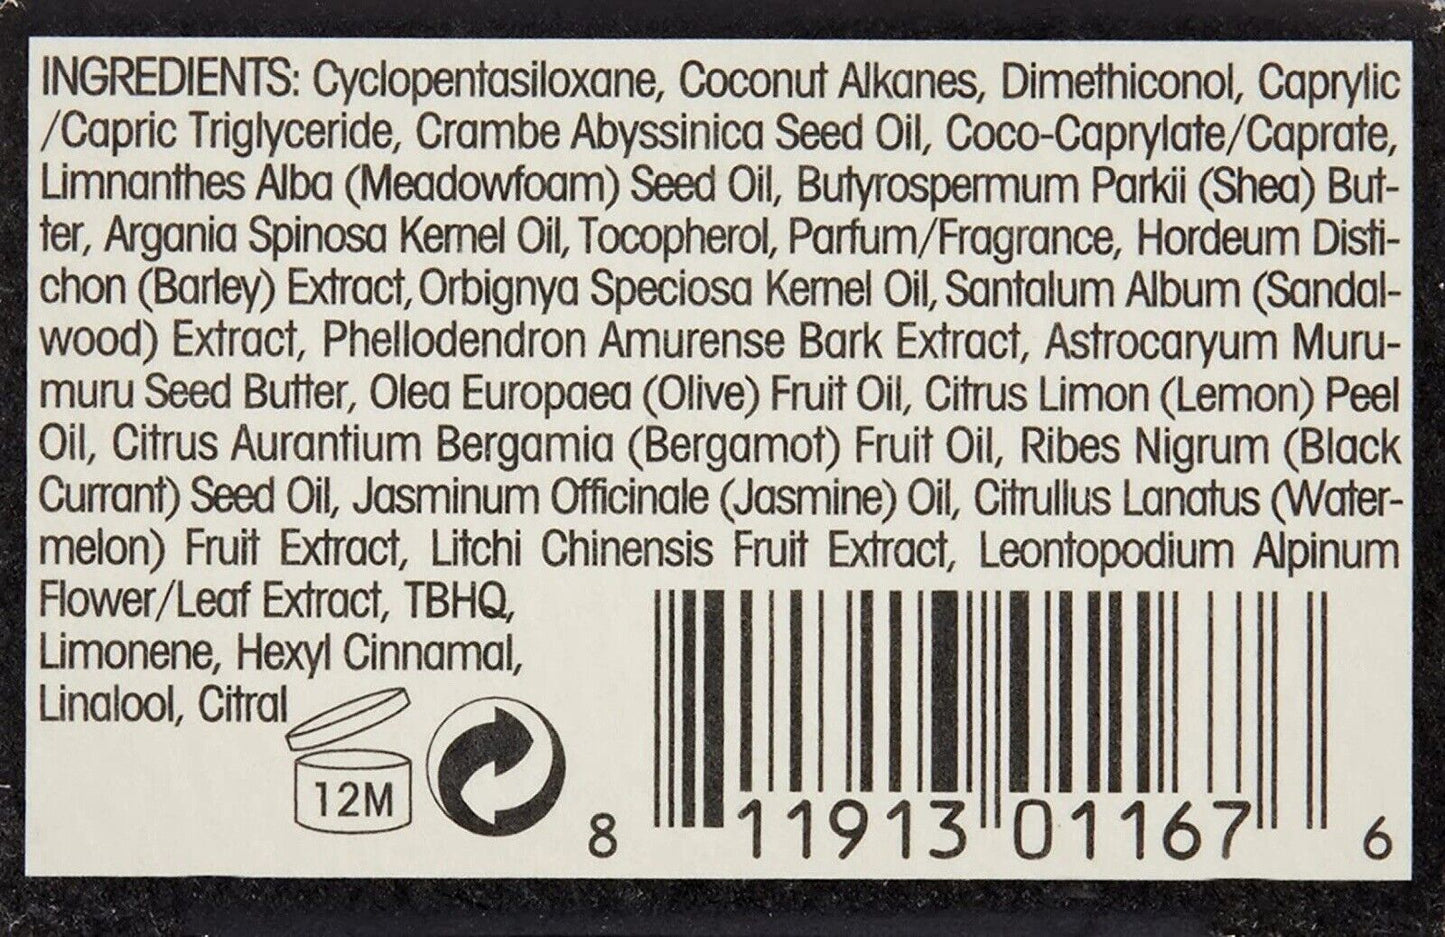 INGREDIENTS: Cyclopentasiloxane, Coconut Alkanes, Dimethiconol, Caprylic
/Capric Triglyceride, Crambe Abyssinica Seed Oil, Coco-Caprylate/Caprate,
Limnanthes Alba (Meadowfoam) Seed Oil, Butyrospermum Parkii (Shea) But-
ter, Argania Spinosa Kernel Oil, Tocopherol, Parfum/Fragrance, Hordeum Disti-
chon (Barley) Extract, Orbignya Speciosa Kernel Oil, Santalum Album (Sandal-
wood) Extract, Phellodendron Amurense Bark Extract, Astrocaryum Muru-
muru Seed Butter, Olea Europaea (Olive) Fruit Oil, Citrus Limon (Lemon) Peel
Oil, Citrus Aurantium Bergamia (Bergamot) Fruit Oil, Ribes Nigrum (Black
Currant) Seed Oil, Jasminum Officinale (Jasmine) Oil, Citrullus Lanatus (Water-
melon) Fruit Extract, Litchi Chinensis Fruit Extract, Leontopodium Alpinum
Flower/Leaf Extract, TBHQ,
Limonene, Hexyl Cinnamal,
Linalool, Citral
12M
8 11913 01167 6